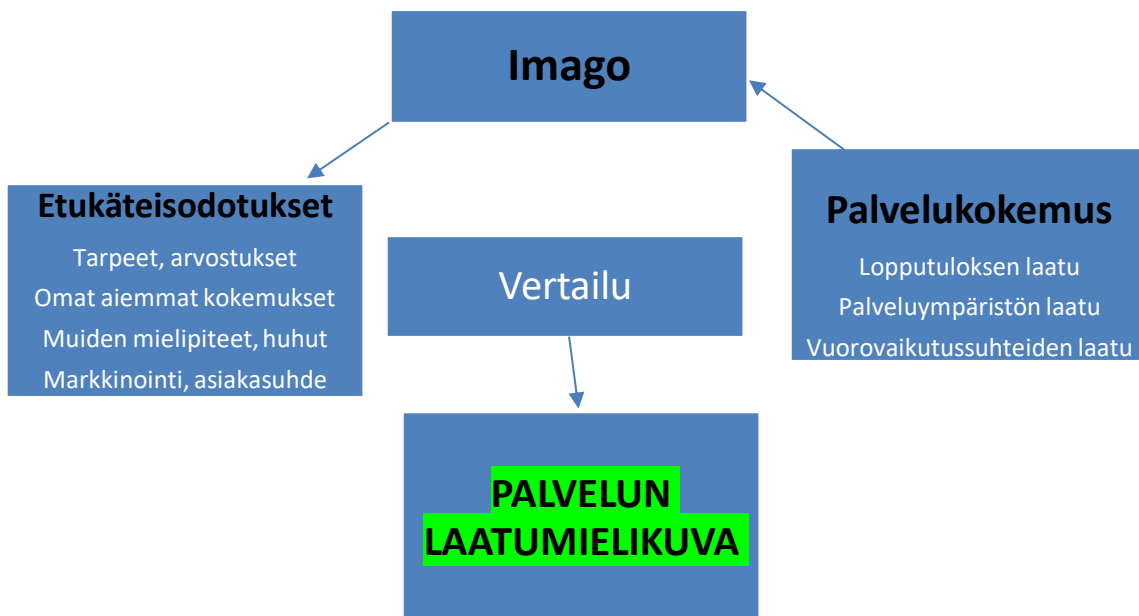 Imago
Etukäteisodotukset
Tarpeet, arvostukset
Omat aiemmat kokemukset
Muiden mielipiteet, huhut
Markkinointi, asiakasuhde
Vertailu
Palvelukokemus
Lopputuloksen laatu
Palveluympäristön laatu
Vuorovaikutussuhteiden laatu
PALVELUN
LAATUMIELIKUVA